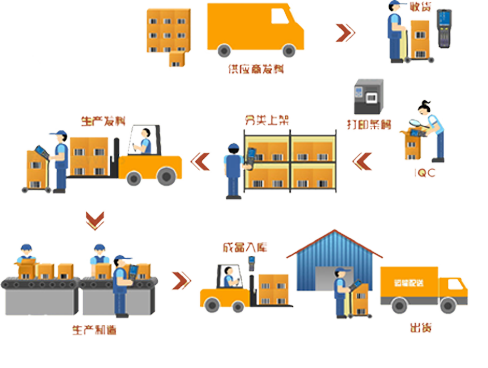 收货
供应商发料
生产发料
分类上架
打印条码
IQC
成品入库
运输配送
生产制造
出货